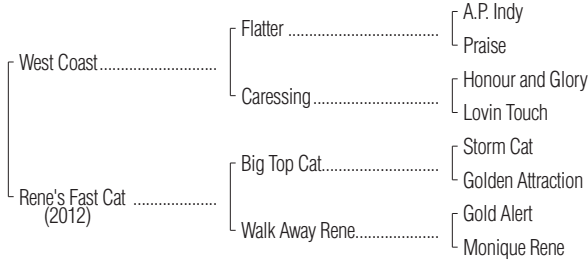 A.P. Indy
Flatter ................................................
Praise
West Coast.....................................
Honour and Glory
Caressing........................................
Lovin Touch
Storm Cat
Big Top Cat.....................................
Golden Attraction
Rene's Fast Cat ..........................
(2012)
Gold Alert
Walk Away Rene..........................
Monique Rene